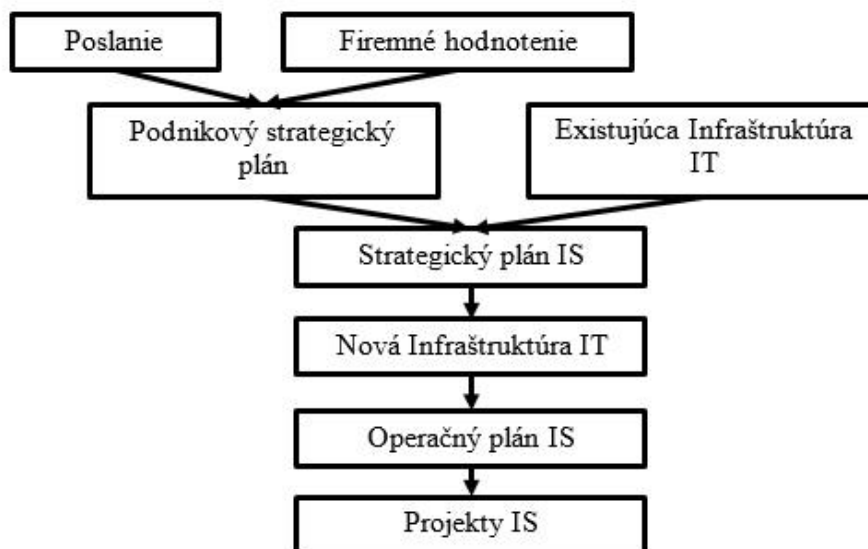 Poslanie
Firemné hodnotenie
Podnikový strategický
plán
Existujúca Infraštruktúra
IT
Strategický plán IS
Nová Infraštruktúra IT
Operačný plán IS
Projekty IS